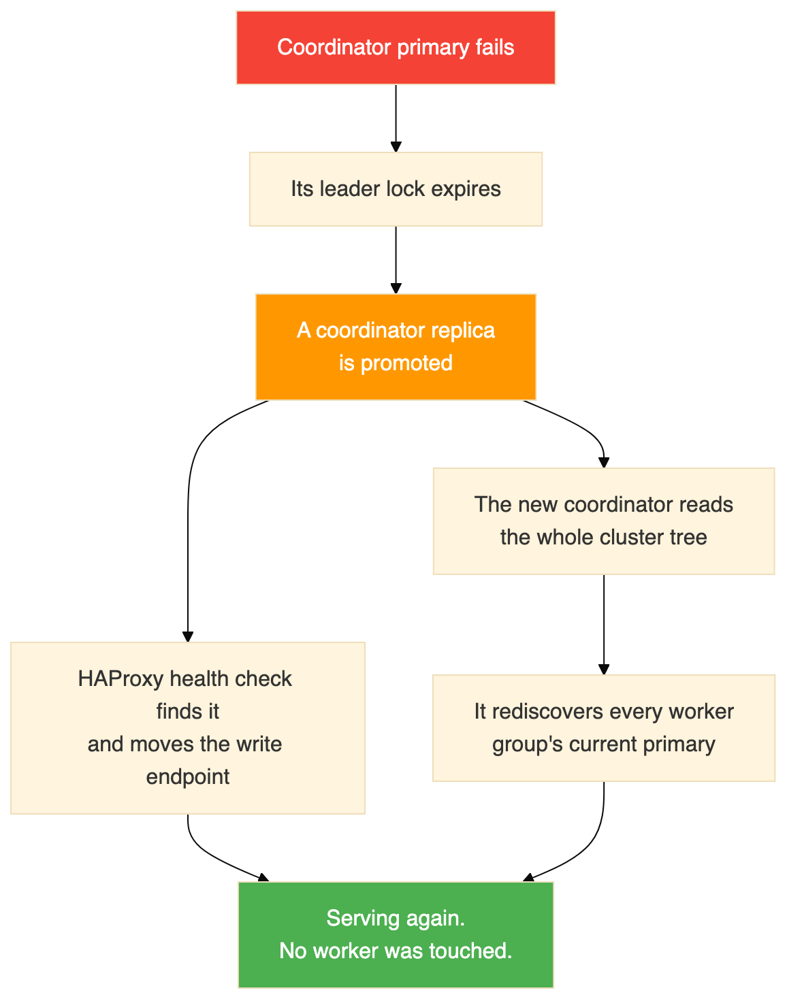 Coordinator primary fails
Its leader lock expires
A coordinator replica
is promoted
The new coordinator reads
the whole cluster tree
HAProxy health check
finds it
and moves the write
endpoint
It rediscovers every worker
group's current primary
Serving again.
No worker was touched.